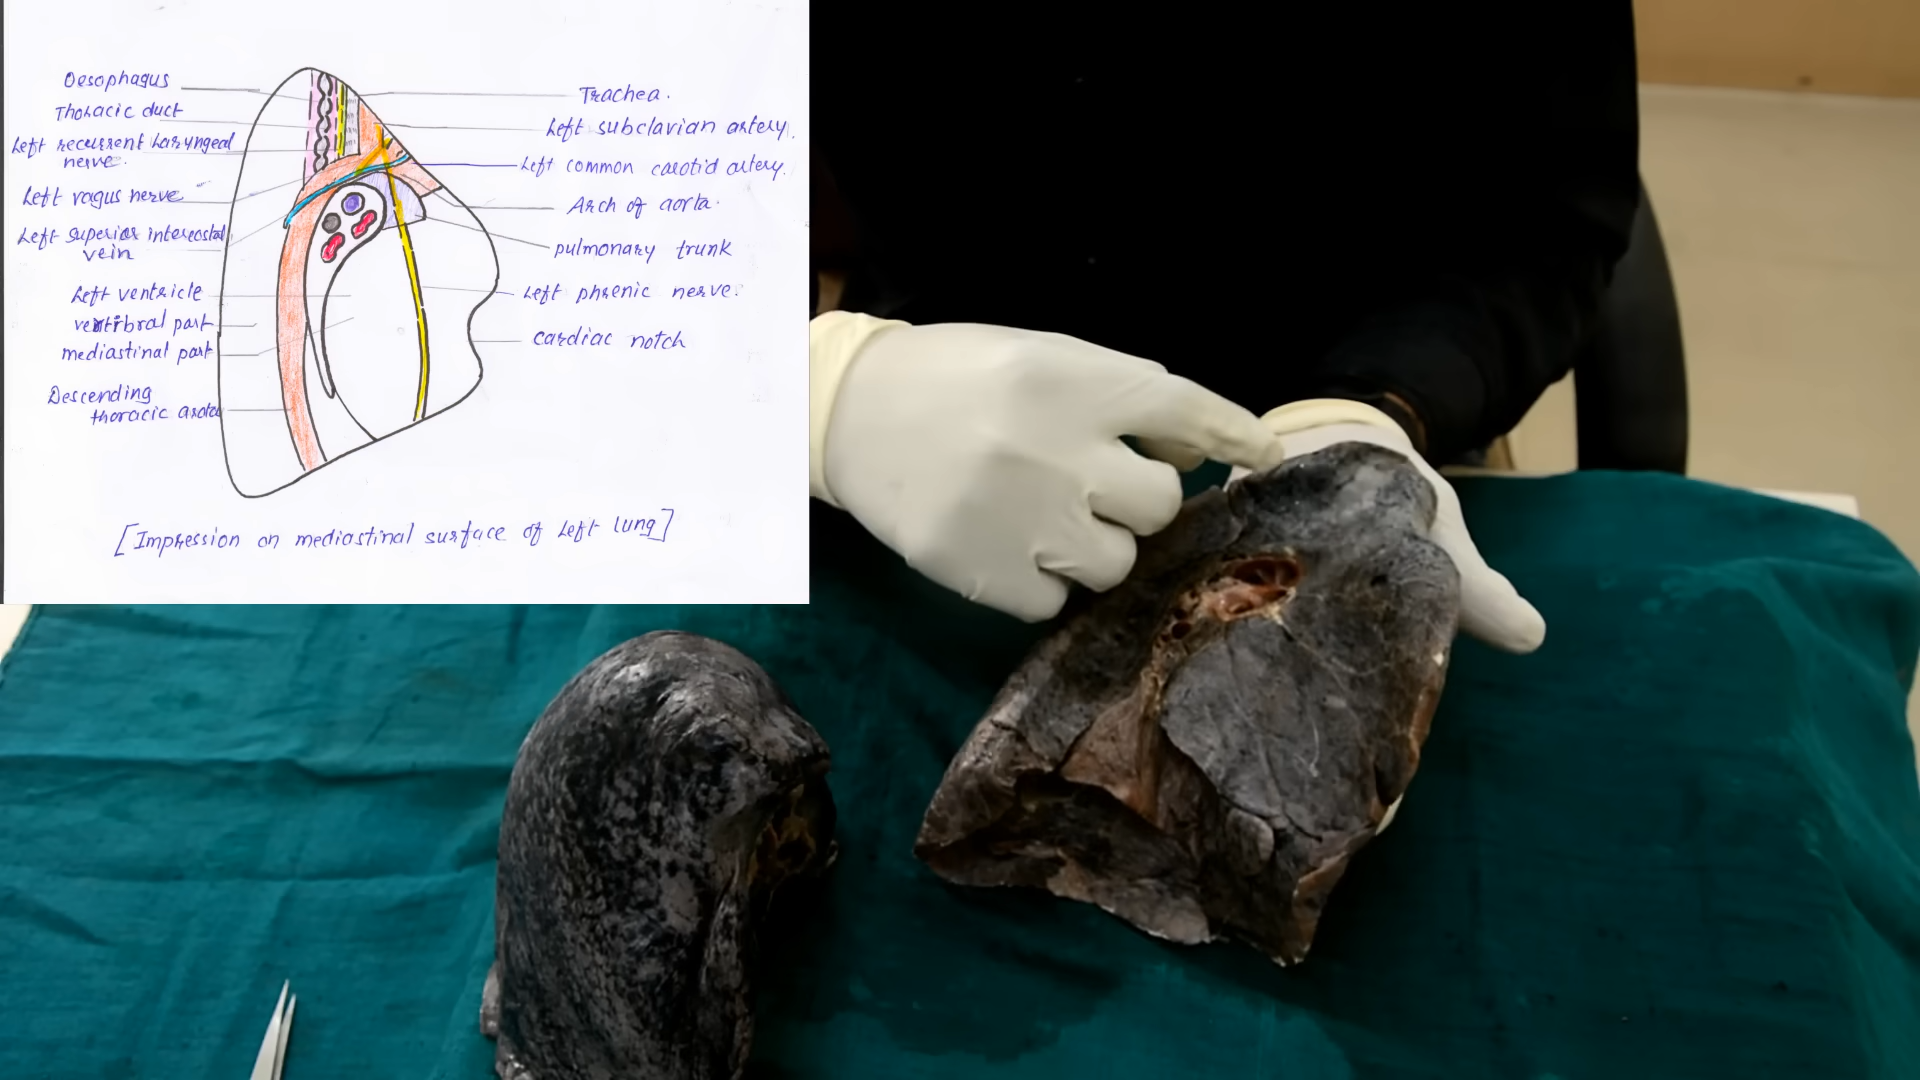 Oesophagus
Thoracic duct
Left recurrent Laryngeal
nerve.
Left vagus nerve
Left superior intercostal
vein
Left ventricle
vertibral part
mediastinal part
Descending
thoracic aorta
Trachea.
Left subclavian artery.
Left common carotid artery.
Arch of aorta.
pulmonary trunk
Left phrenic nerve.
cardiac notch
[Impression on mediastinal surface of Left lung]